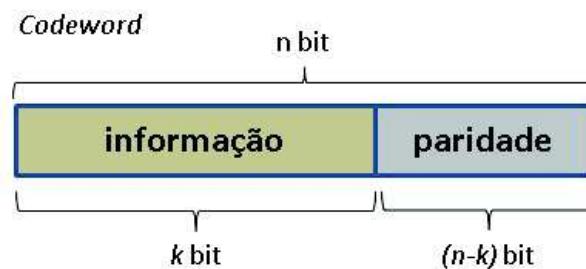 Codeword
n bit
informação paridade
k bit (n-k) bit